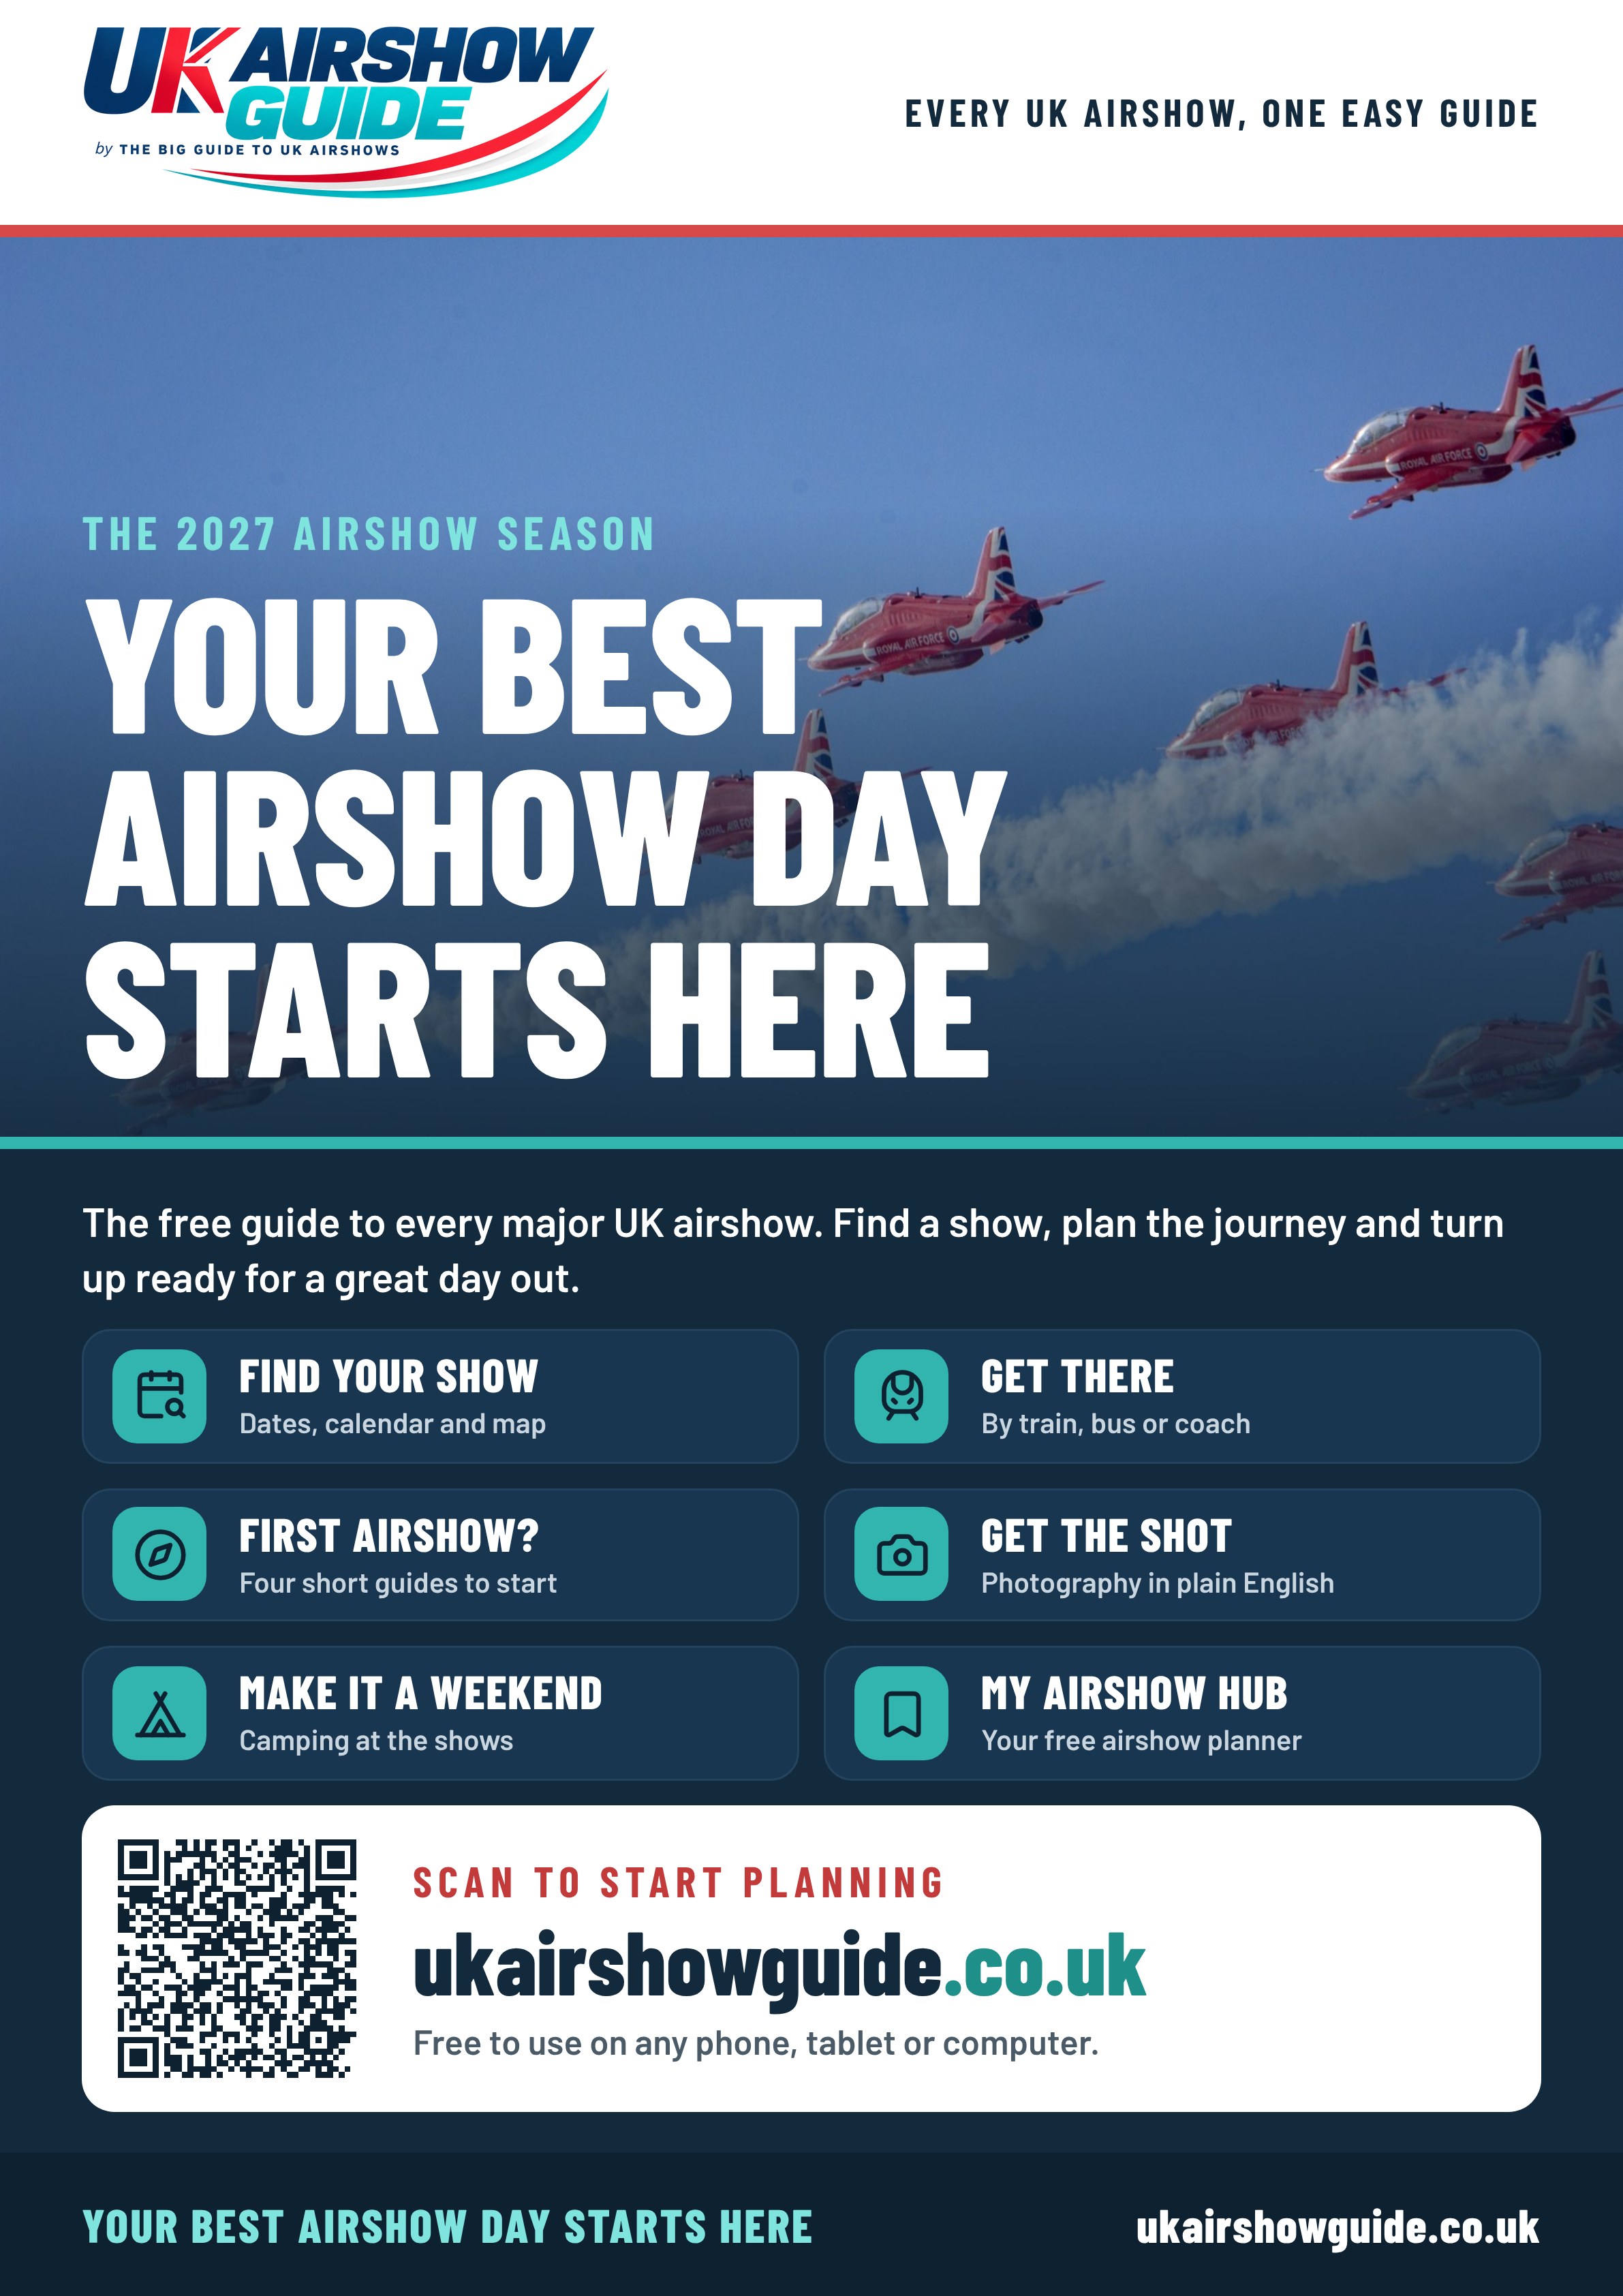 UK AIRSHOW
GUIDE
by THE BIG GUIDE TO UK AIRSHOWS
EVERY UK AIRSHOW, ONE EASY GUIDE
ROYAL AIR FORCE
THE 2027 AIRSHOW SEASON
ROYAL AIR FORCE
YOUR BEST
AIRSHOW DAY
STARTS HERE
The free guide to every major UK airshow. Find a show, plan the journey and turn
up ready for a great day out.
FIND YOUR SHOW
Dates, calendar and map
GET THERE
By train, bus or coach
FIRST AIRSHOW?
Four short guides to start
GET THE SHOT
Photography in plain English
MAKE IT A WEEKEND
Camping at the shows
MY AIRSHOW HUB
Your free airshow planner
SCAN TO START PLANNING
ukairshowguide.co.uk
Free to use on any phone, tablet or computer.
YOUR BEST AIRSHOW DAY STARTS HERE
ukairshowguide.co.uk